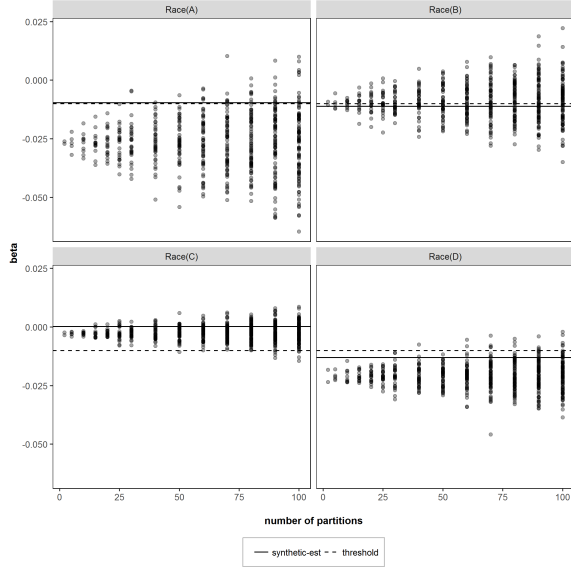 Race(A)
Race(B)
0.025
0.000
-0.025
-0.050
Race(C)
Race(D)
0.025
0.000
-0.025
-0.050
beta
0
25
50
75
100
0
25
50
75
100
number of partitions
synthetic-est
threshold